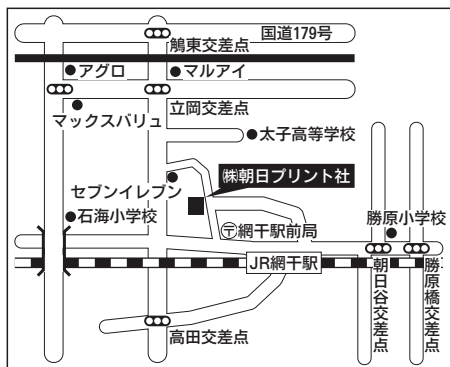 国道179号
鵤東交差点
アグロ
マルアイ
立岡交差点
マックスバリュ
太子高等学校
㈱朝日プリント社
セブンイレブン
石海小学校
勝原小学校
〒網干駅前局
JR網干駅
朝日谷交差点
勝原橋交差点
高田交差点